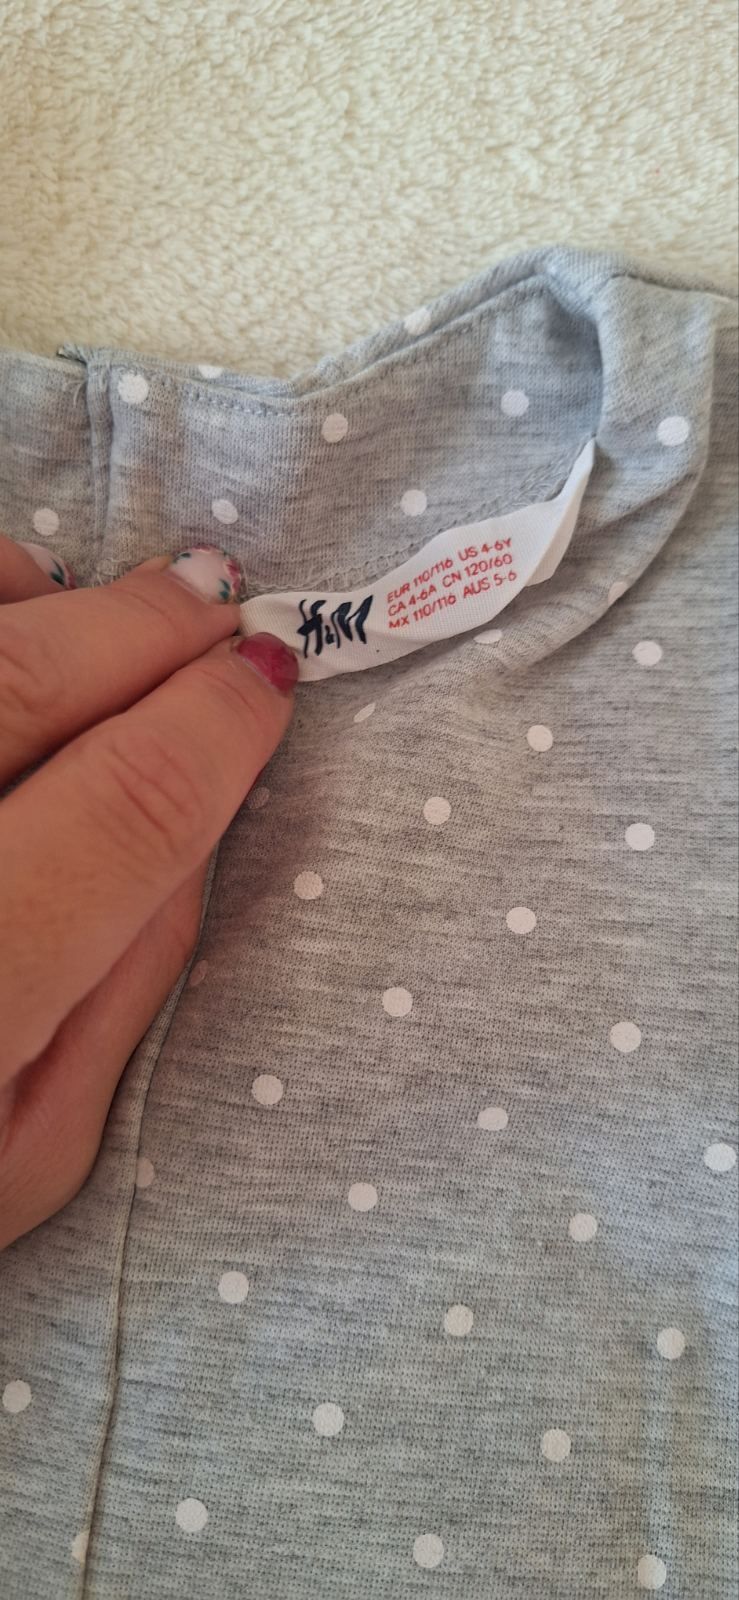 H&M
EUR 110/116 US 4-6Y
CA 4-6A CN 120/60
MX 110/116 AUS 5-6